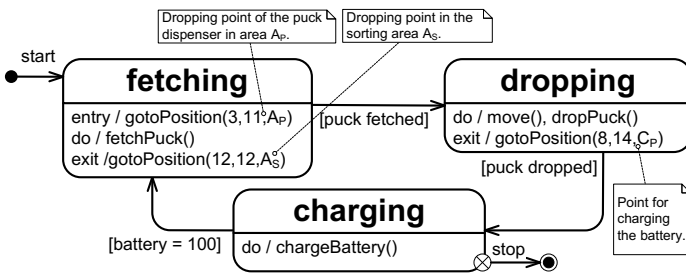 Dropping point of the puck
dispenser in area AP.
Dropping point in the
sorting area AS.
start
fetching
entry / gotoPosition(3,11,AP)
do / fetchPuck()
exit /gotoPosition(12,12,AS)
[puck fetched]
dropping
do / move(), dropPuck()
exit / gotoPosition(8,14,CP)
[puck dropped]
Point for
charging
the battery.
charging
do / chargeBattery()
[battery = 100]
stop